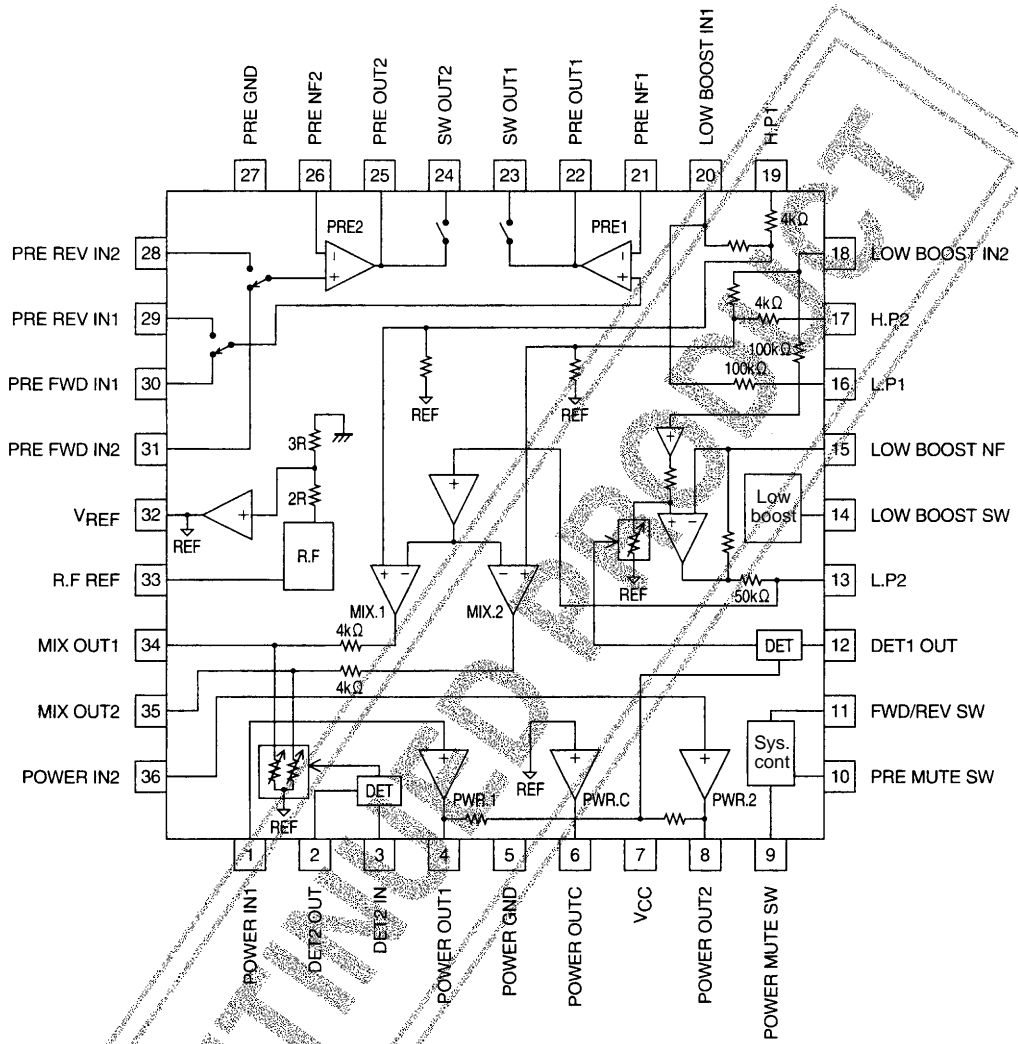 PRE GND
PRE NF2
PRE OUT2
SW OUT2
SW OUT1
PRE OUT1
PRE NF1
LOW BOOST IN1
H.P1
27
26
25
24
23
22
21
20
19
PRE REV IN2
28
PRE2
PRE1
4kΩ
18
LOW BOOST IN2
PRE REV IN1
29
4kΩ
17
H.P2
100kΩ
PRE FWD IN1
30
REF
REF
100kΩ
16
L.P1
PRE FWD IN2
31
3R
15
LOW BOOST NF
VREF
32
REF
2R
Low
boost
14
LOW BOOST SW
R.F REF
33
R.F
MIX.1
MIX.2
REF
50kΩ
13
L.P2
MIX OUT1
34
4kΩ
DET
12
DET1 OUT
MIX OUT2
35
4kΩ
11
FWD/REV SW
POWER IN2
36
REF
DET
PWR.1
REF
PWR.C
PWR.2
Sys.
cont
10
PRE MUTE SW
1
2
3
4
5
6
7
8
9
POWER IN1
DET2 OUT
DET2 IN
POWER OUT1
POWER GND
POWER OUTC
VCC
POWER OUT2
POWER MUTE SW
TINUED PRODUCT